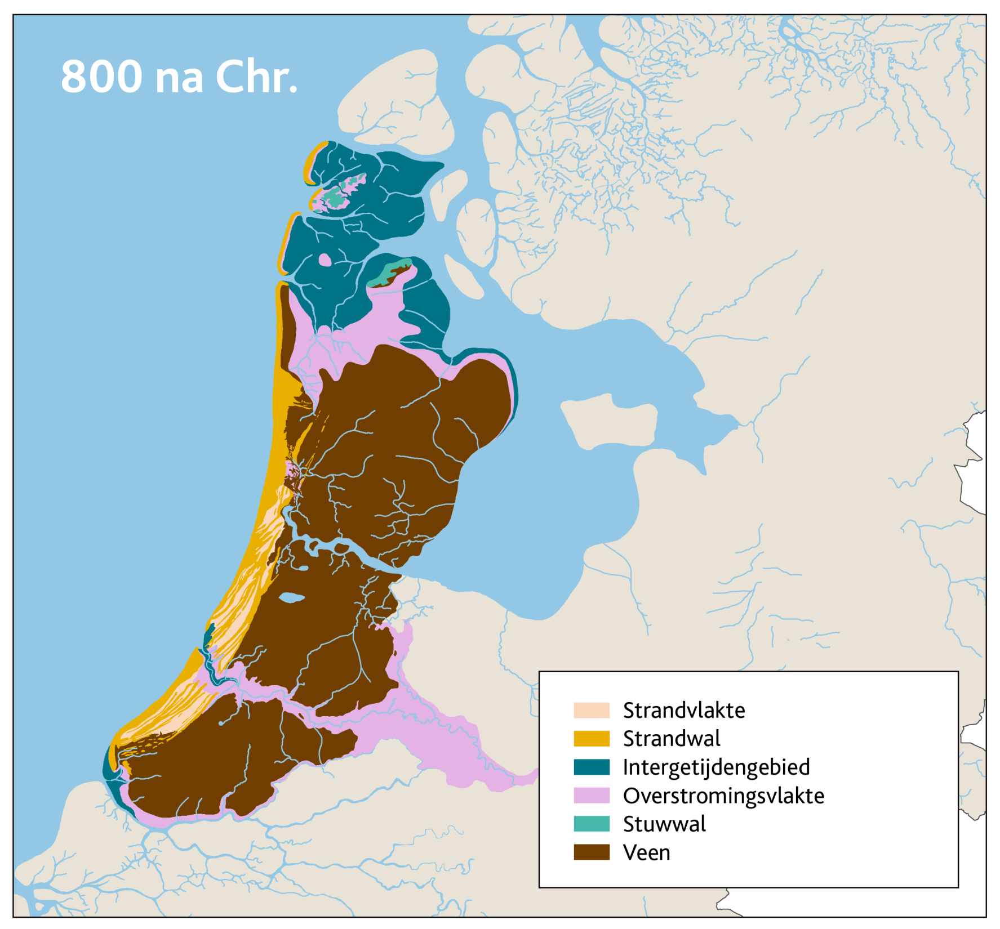 800 na Chr.
Strandvlakte
Strandwal
Intergetijdengebied
Overstromingsvlakte
Stuwwal
Veen